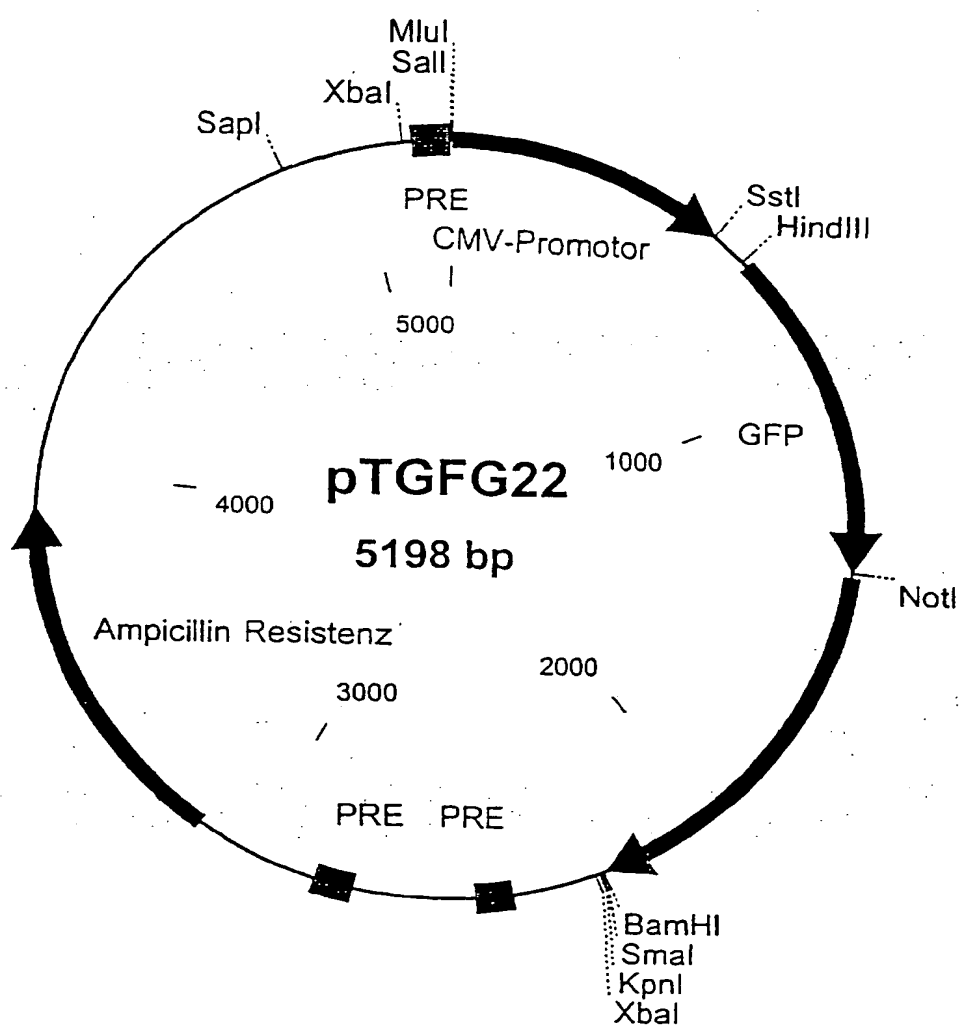 MluI
SalI
XbaI
SapI
PRE
CMV-Promotor
SstI
HindIII
5000
GFP
1000
pTGFG22
4000
5198 bp
NotI
Ampicillin Resistenz
2000
3000
PRE PRE
BamHI
SmaI
KpnI
XbaI